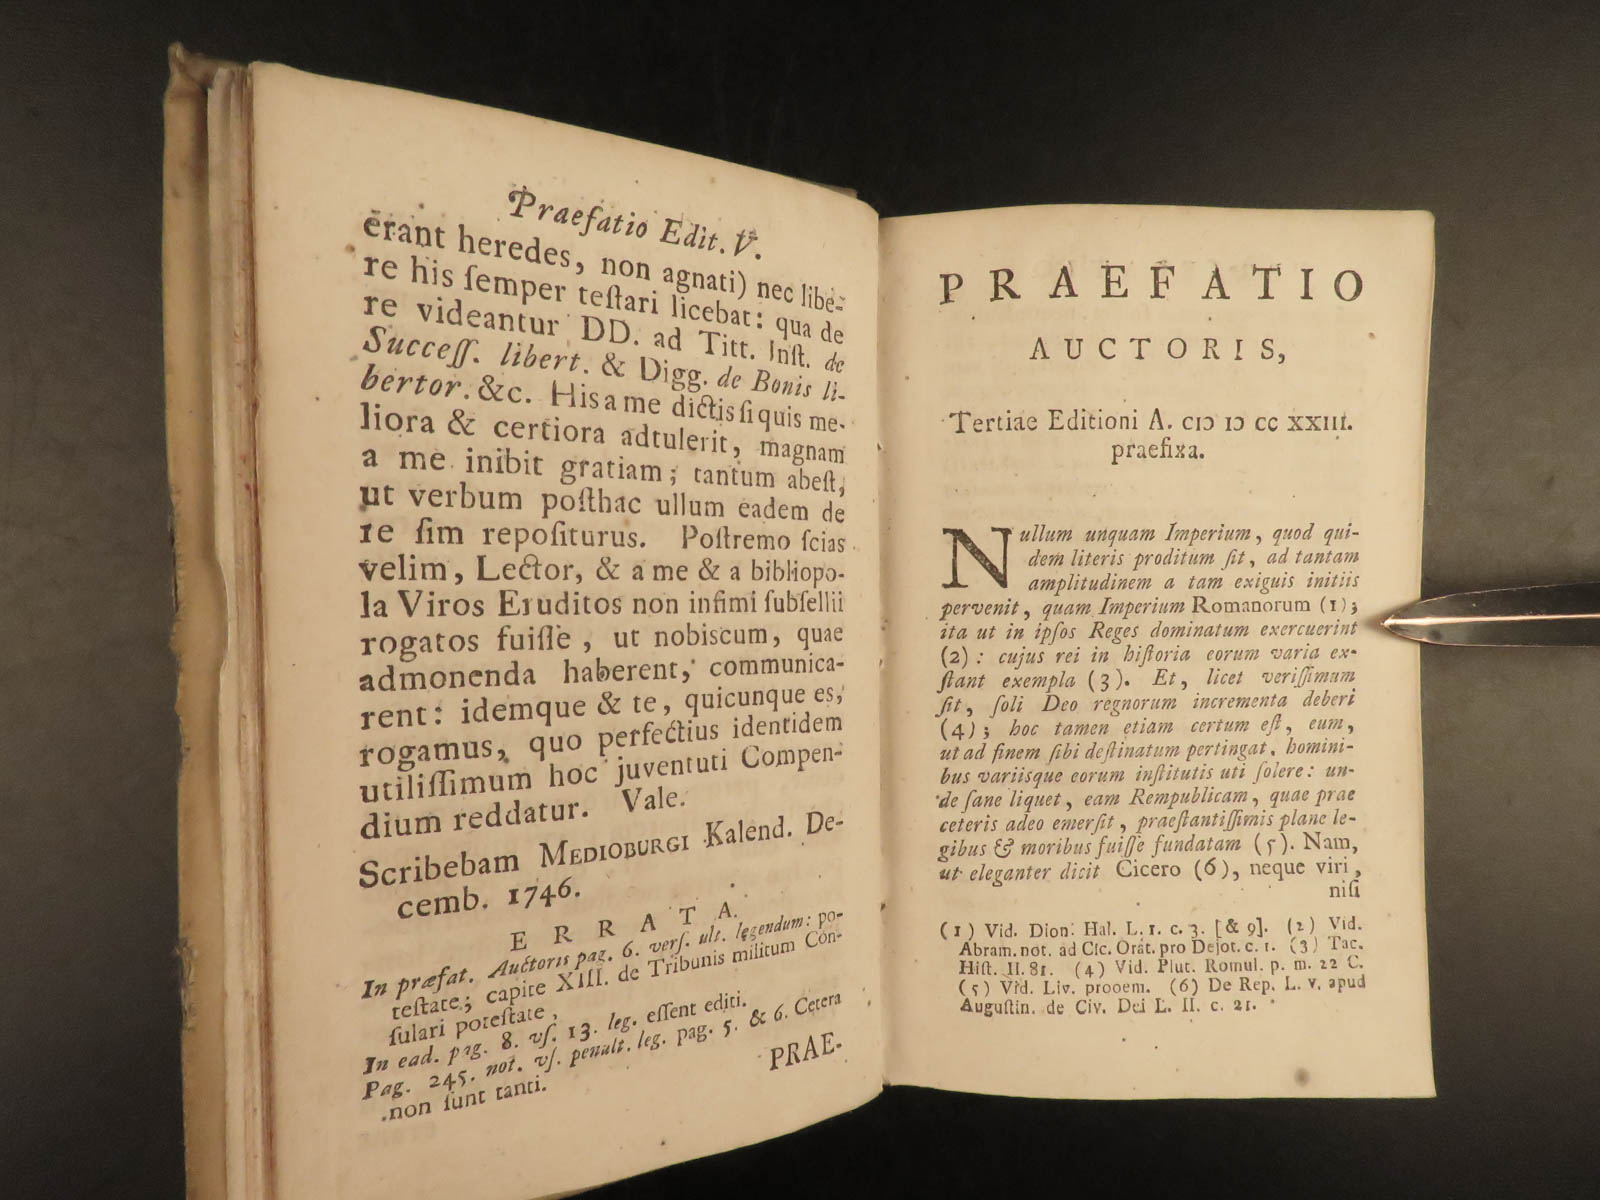 Praefatio Edit. V.
erant heredes, non agnati) nec libe-
re his ſemper teſtari licebat: qua de
re videantur DD. ad Titt. Inſt. de
Succeſſ. libert. & Digg. de Bonis li-
bertor. &c. His a me dictis ſi quis me-
liora & certiora adtulerit, magnam
a me inibit gratiam; tantum abeſt,
ut verbum poſthac ullum eadem de
re ſim repoſiturus. Poſtremo ſcias
velim, Lector, & a me & a bibliopo-
la Viros Eruditos non infimi ſubſellii
rogatos fuiſſe, ut nobiscum, quae
admonenda haberent, communica-
rent: idemque & te, quicunque es,
rogamus, quo perfectius identidem
utiliſſimum hoc juventuti Compen-
dium reddatur. Vale.
Scribebam MEDIOBURGI Kalend. De-
cemb. 1746.
ERRATA.
In præfat. Auctoris pag. 6. verſ. ult. legendum: po-
teſtate; capite XIII. de Tribunis militum Con-
ſulari poteſtate,
In ead. pag. 8. vſ. 13. leg. eſſent editi.
Pag. 245. not. vſ. penult. leg. pag. 5. & 6. Cetera
non ſunt tanti.
PRAE-
PRAEFATIO
AUCTORIS,
Tertiae Editioni A. CIↃ IↃ CC XXIII.
praefixa.
Nullum unquam Imperium, quod qui-
dem literis proditum ſit, ad tantam
amplitudinem a tam exiguis initiis
pervenit, quam Imperium Romanorum (1);
ita ut in ipſos Reges dominatum exercuerint
(2): cujus rei in hiſtoria eorum varia ex-
ſtant exempla (3). Et, licet veriſſimum
ſit, ſoli Deo regnorum incrementa deberi
(4); hoc tamen etiam certum eſt, eum,
ut ad finem ſibi deſtinatum pertingat, homini-
bus variisque eorum inſtitutis uti ſolere: un-
de ſane liquet, eam Rempublicam, quae prae
ceteris adeo emerſit, praeſtantiſſimis plane le-
gibus & moribus fuiſſe fundatam (5). Nam,
ut eleganter dicit Cicero (6), neque viri,
niſi
(1) Vid. Dion. Hal. L. 1. c. 3. [& 9]. (2) Vid.
Abram. not. ad Cic. Orat. pro Dejot. c. 1. (3) Tac.
Hiſt. II. 81. (4) Vid. Plut. Romul. p. m. 22 C.
(5) Vid. Liv. prooem. (6) De Rep. L. v. apud
Auguſtin. de Civ. Dei L. II. c. 21.